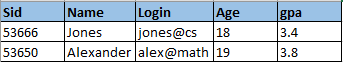 Sid Name Login Age gpa
53666 Jones jones@cs 18 3.4
53650 Alexander alex@math 19 3.8